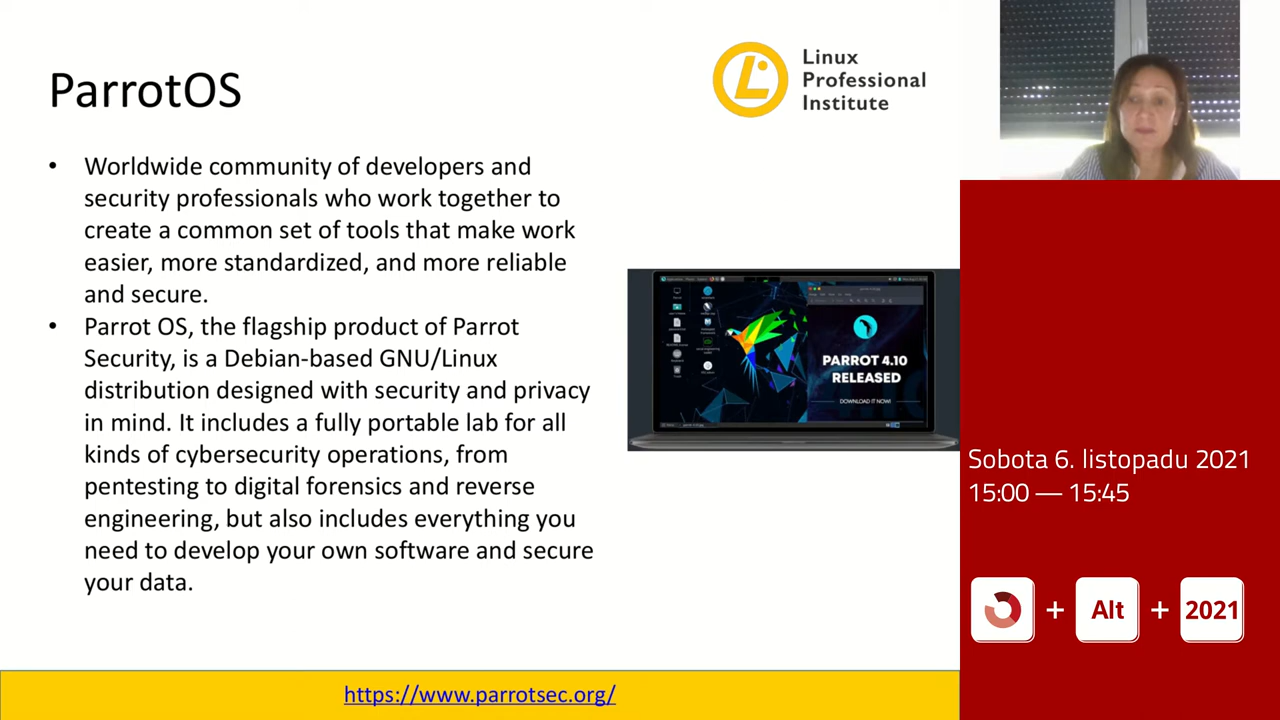 ParrotOS
Linux
Professional
Institute
• Worldwide community of developers and
security professionals who work together to
create a common set of tools that make work
easier, more standardized, and more reliable
and secure.
• Parrot OS, the flagship product of Parrot
Security, is a Debian-based GNU/Linux
distribution designed with security and privacy
in mind. It includes a fully portable lab for all
kinds of cybersecurity operations, from
pentesting to digital forensics and reverse
engineering, but also includes everything you
need to develop your own software and secure
your data.
PARROT 4.10
RELEASED
DOWNLOAD IT NOW!
https://www.parrotsec.org/
Sobota 6. listopadu 2021
15:00 — 15:45
+ Alt + 2021